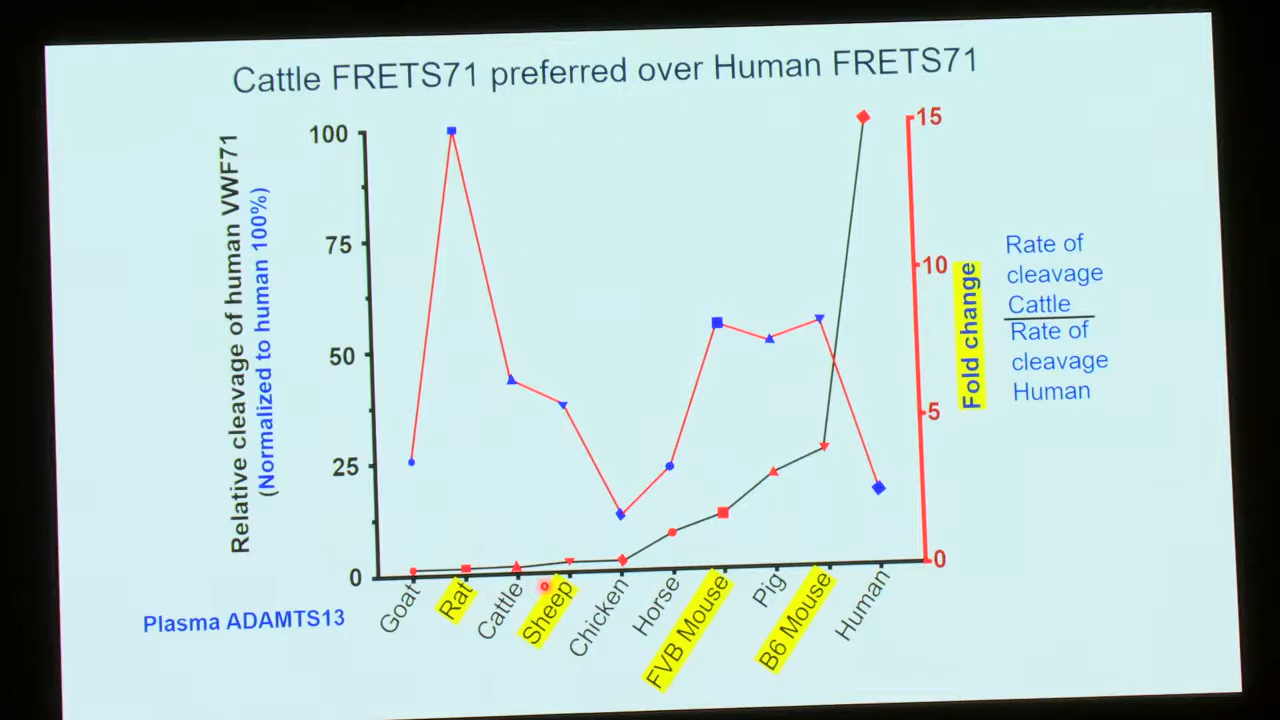 Cattle FRETS71 preferred over Human FRETS71
Relative cleavage of human VWF71
(Normalized to human 100%)
100
75
50
25
0
15
10
5
0
Fold change
Rate of
cleavage
Cattle
Rate of
cleavage
Human
Plasma ADAMTS13
Goat
Rat
Cattle
Sheep
Chicken
Horse
FVB Mouse
Pig
B6 Mouse
Human